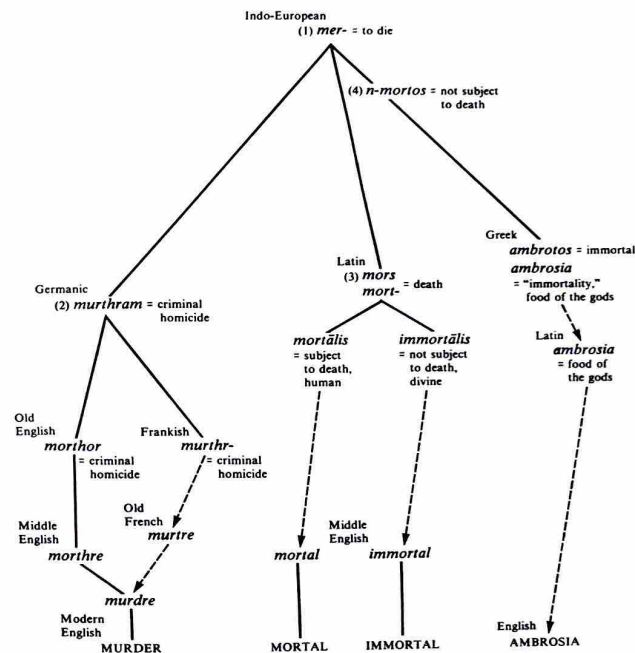 Indo-European
(1) mer- = to die
(4) n-mortos = not subject
to death
Greek
ambrotos = immortal
ambrosia
= "immortality,"
food of the gods
Latin
(3) mors
mort- = death
Germanic
(2) murthram = criminal
homicide
mortālis
= subject
to death,
human
immortālis
= not subject
to death,
divine
Latin
ambrosia
= food of
the gods
Old
English
morthor
= criminal
homicide
Frankish
murthr-
= criminal
homicide
Old
French
murtre
Middle
English
morthre
Middle
English
mortal
immortal
murdre
Modern
English
MURDER
MORTAL
IMMORTAL
English
AMBROSIA